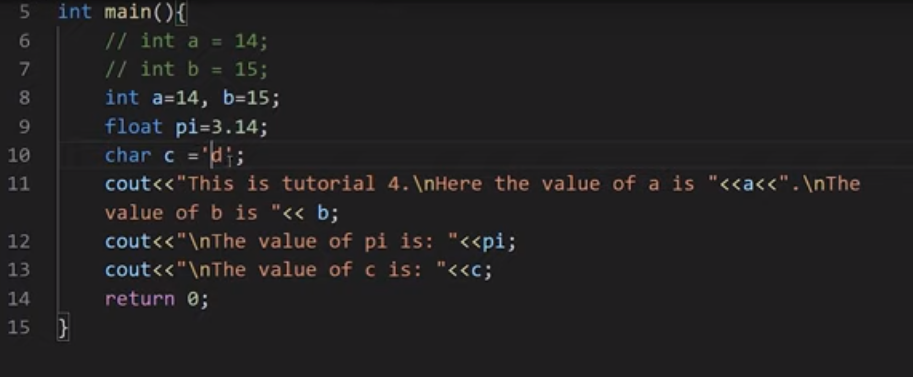 5 int main(){
6 // int a = 14;
7 // int b = 15;
8 int a=14, b=15;
9 float pi=3.14;
10 char c ='d';
11 cout<<"This is tutorial 4.\nHere the value of a is "<<a<<".\nThe
value of b is "<< b;
12 cout<<"\nThe value of pi is: "<<pi;
13 cout<<"\nThe value of c is: "<<c;
14 return 0;
15 }